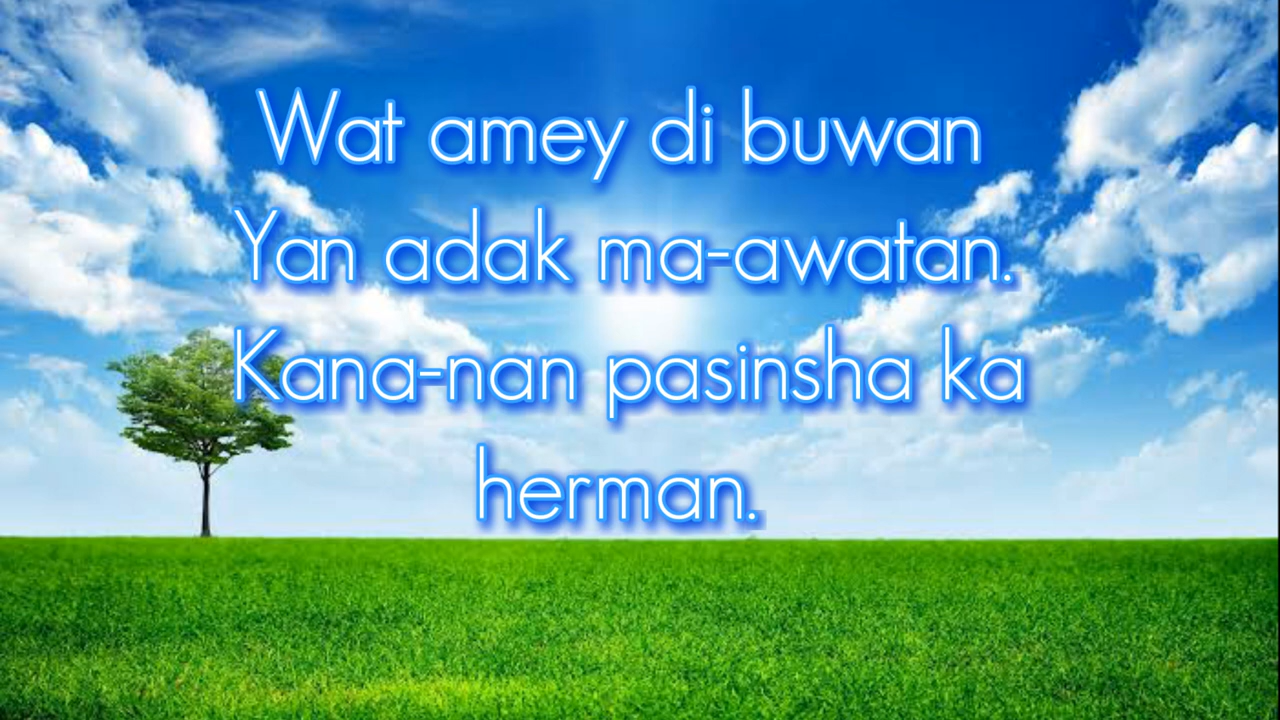 Wat amey di buwan
Yan adak ma-awatan.
Kana-nan pasinsha ka
herman.